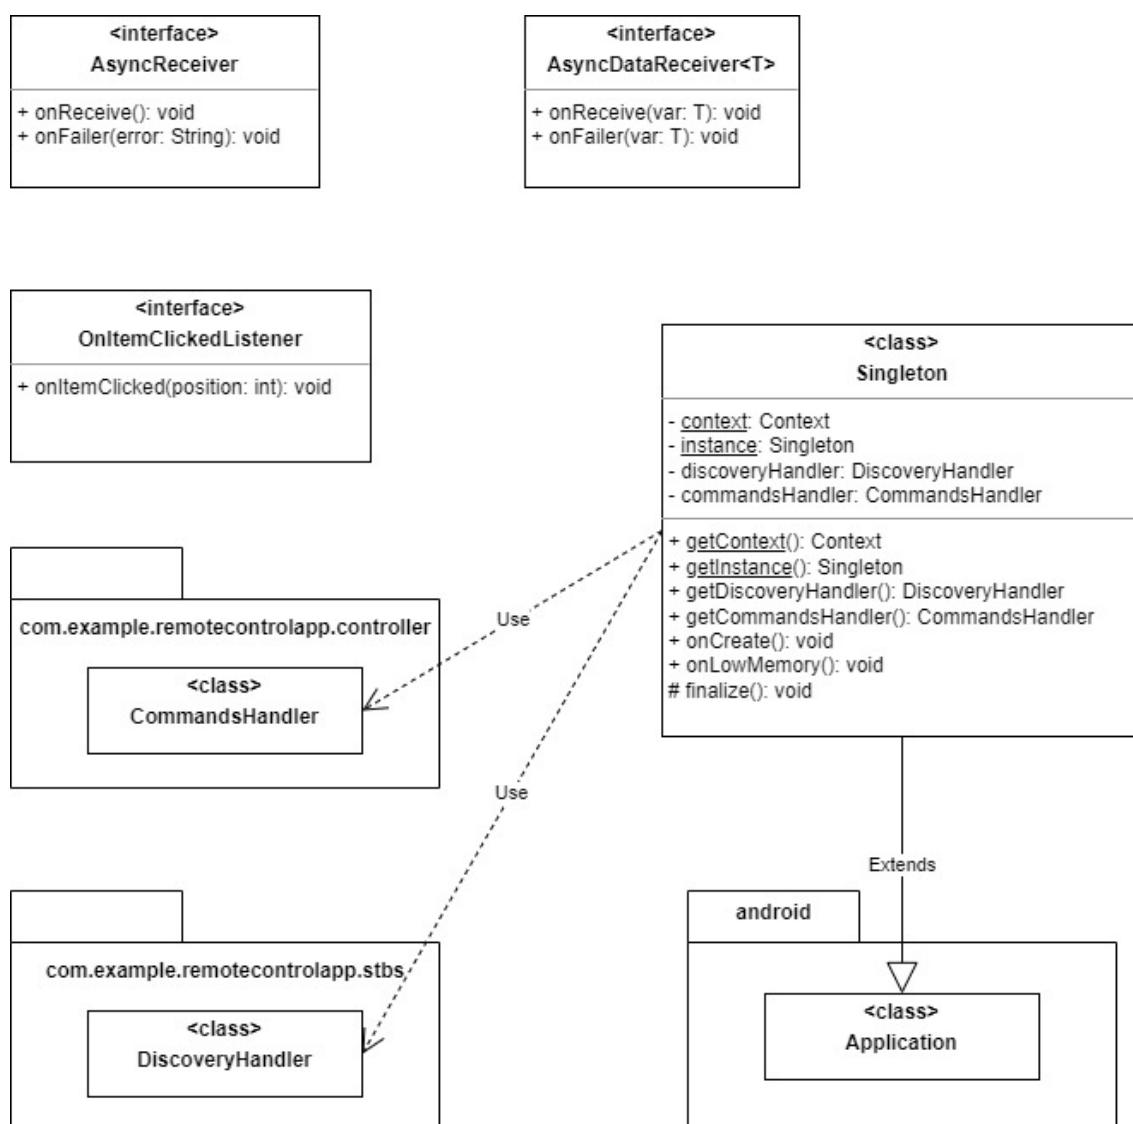 <interface>
AsyncReceiver
+ onReceive(): void
+ onFailer(error: String): void
<interface>
AsyncDataReceiver<T>
+ onReceive(var: T): void
+ onFailer(var: T): void
<interface>
OnItemClickedListener
+ onItemClicked(position: int): void
<class>
Singleton
- context: Context
- instance: Singleton
- discoveryHandler: DiscoveryHandler
- commandsHandler: CommandsHandler
+ getContext(): Context
+ getInstance(): Singleton
+ getDiscoveryHandler(): DiscoveryHandler
+ getCommandsHandler(): CommandsHandler
+ onCreate(): void
+ onLowMemory(): void
# finalize(): void
Use
com.example.remotecontrolapp.controller
<class>
CommandsHandler
Use
Extends
com.example.remotecontrolapp.stbs
<class>
DiscoveryHandler
android
<class>
Application